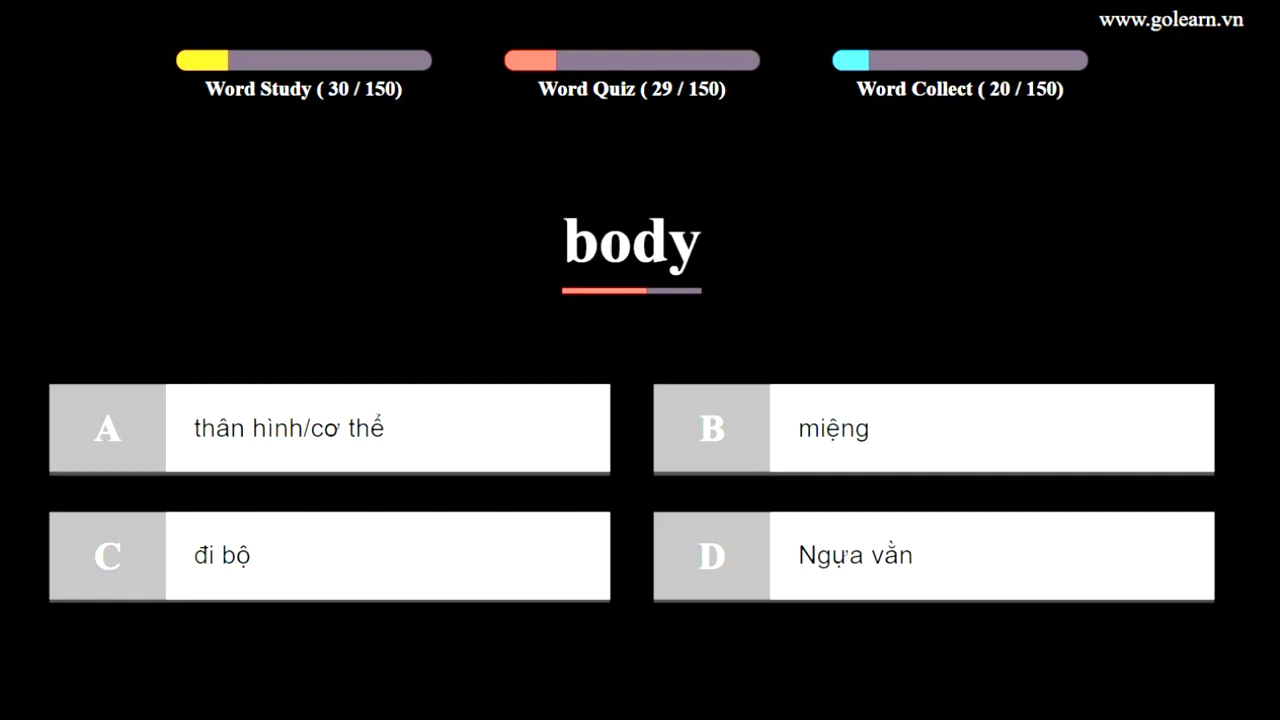 www.golearn.vn
Word Study ( 30 / 150)
Word Quiz ( 29 / 150)
Word Collect ( 20 / 150)
body
A thân hình/cơ thể
B miệng
C đi bộ
D Ngựa vằn